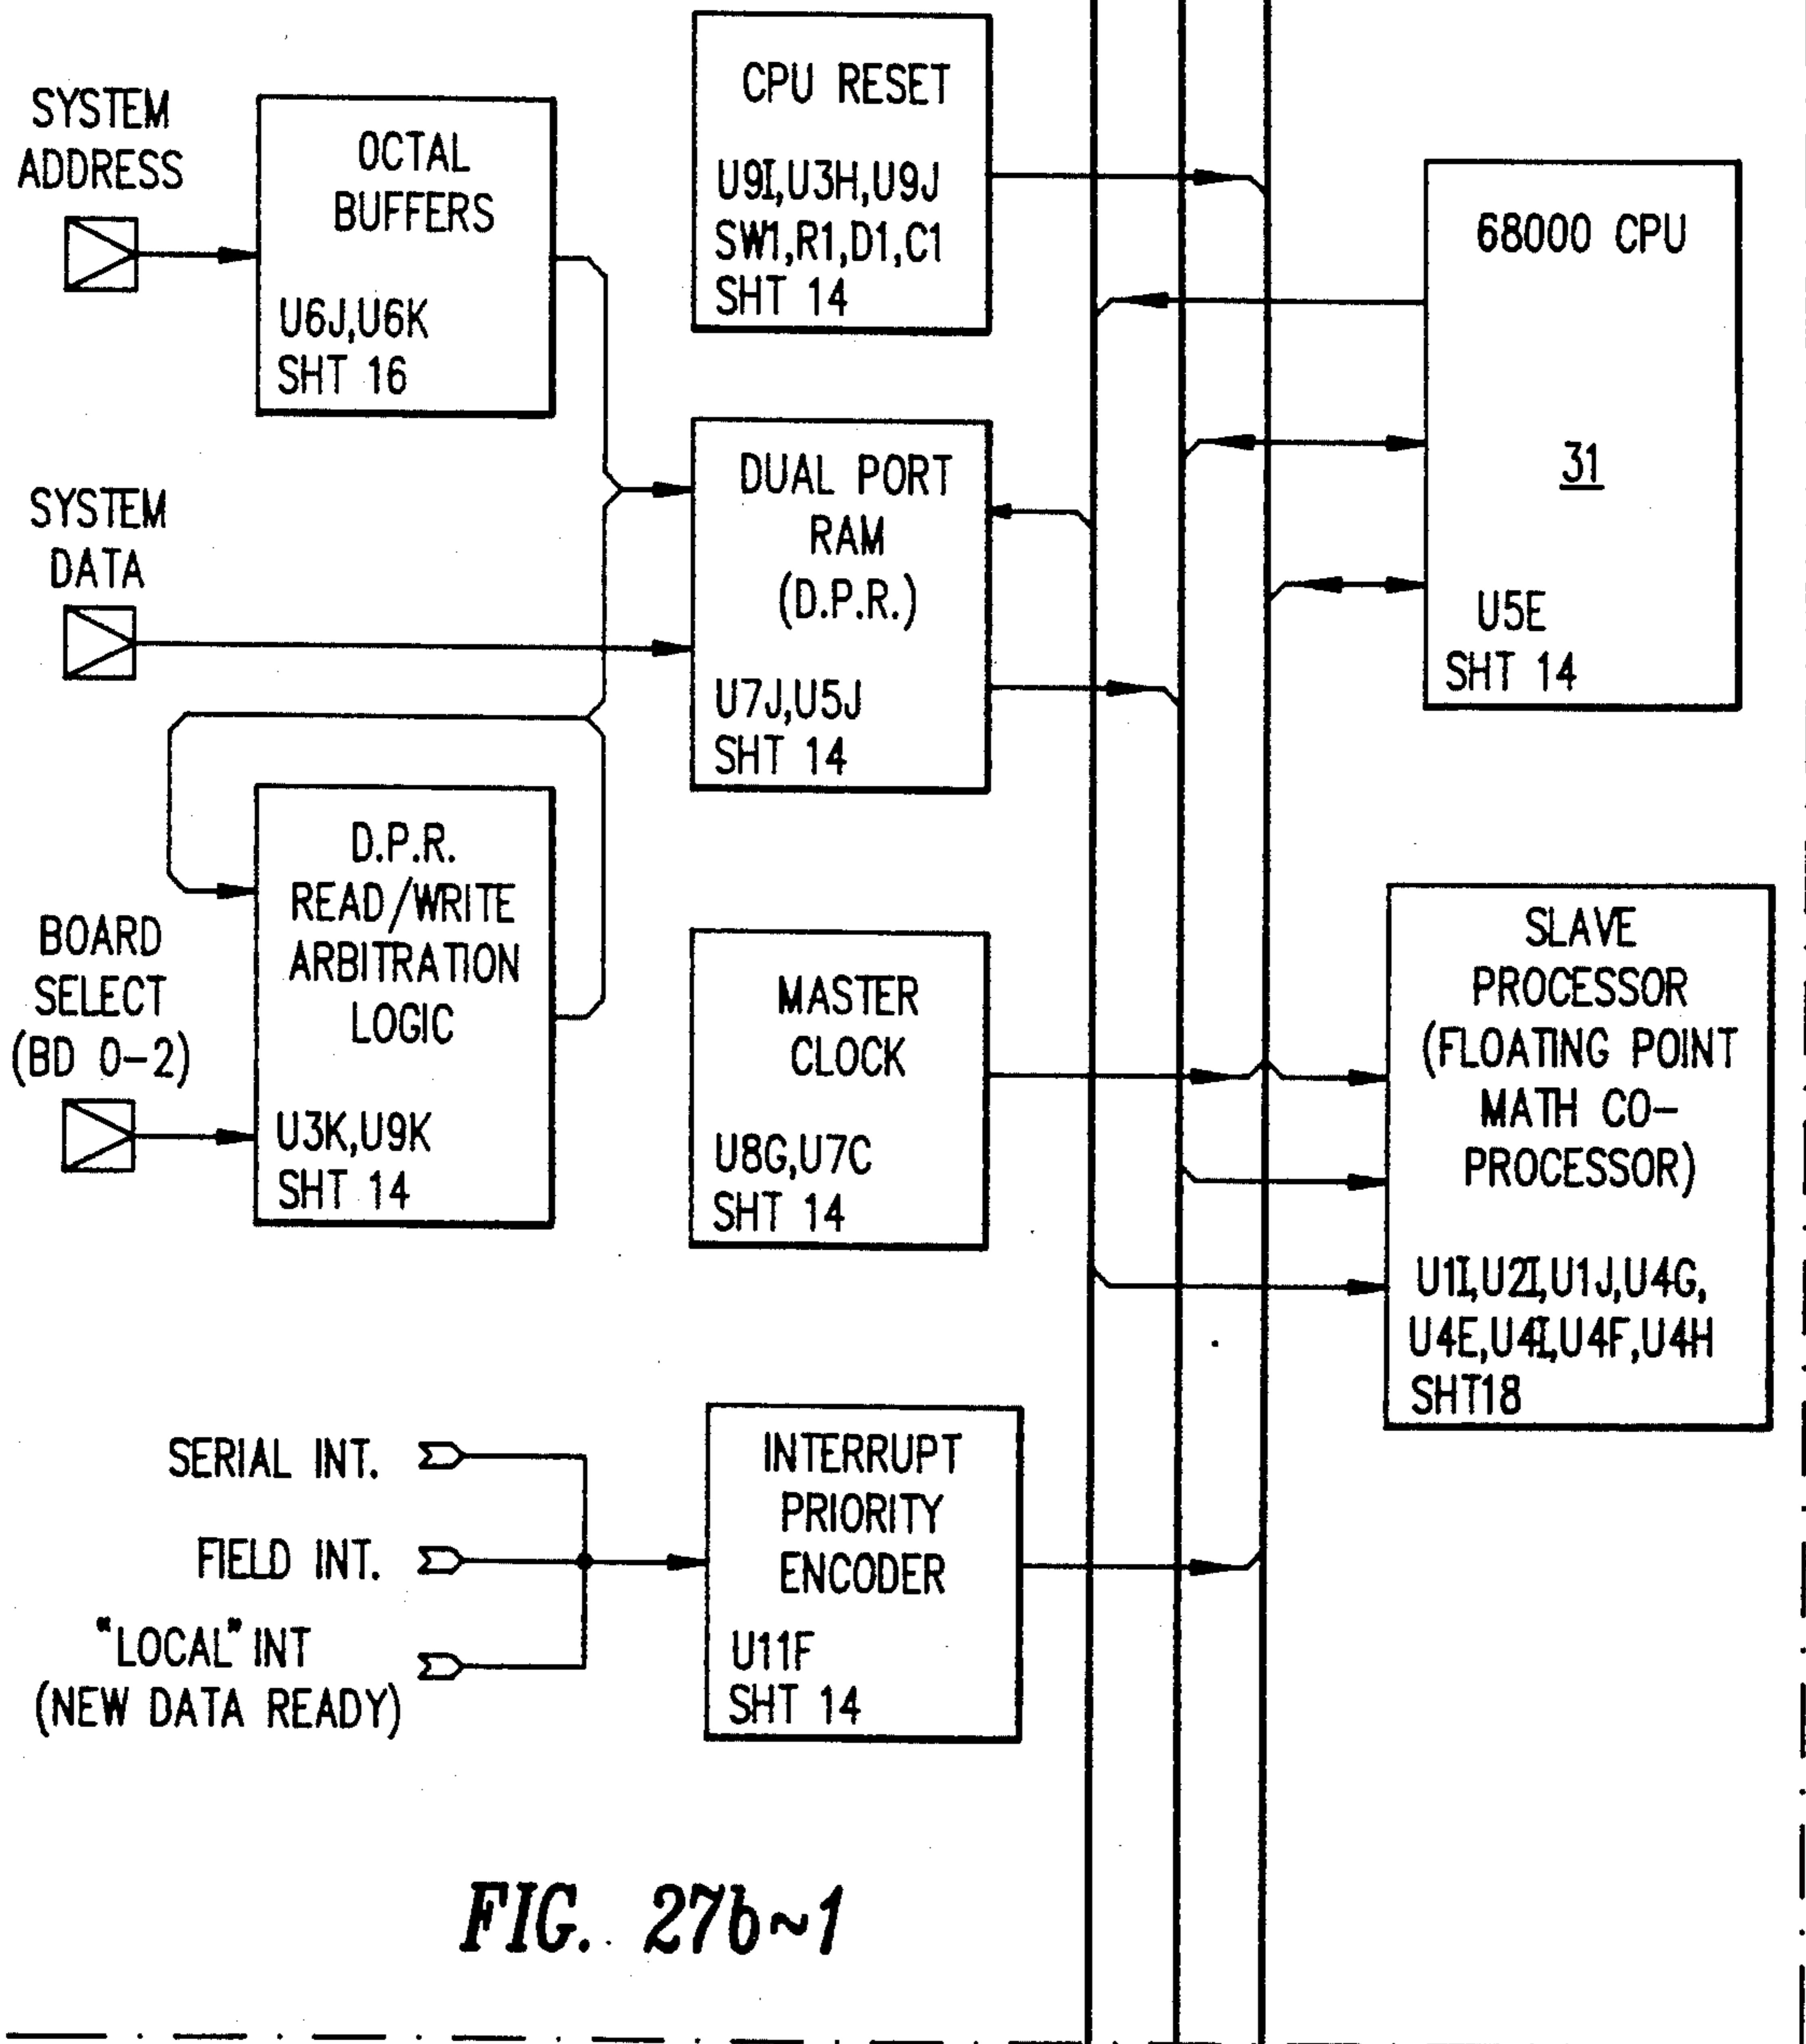 SYSTEM
ADDRESS
OCTAL
BUFFERS
U6J,U6K
SHT 16
CPU RESET
U9I,U3H,U9J
SW1,R1,D1,C1
SHT 14
68000 CPU
31
U5E
SHT 14
SYSTEM
DATA
DUAL PORT
RAM
(D.P.R.)
U7J,U5J
SHT 14
BOARD
SELECT
(BD 0-2)
D.P.R.
READ/WRITE
ARBITRATION
LOGIC
U3K,U9K
SHT 14
MASTER
CLOCK
U8G,U7C
SHT 14
SLAVE
PROCESSOR
(FLOATING POINT
MATH CO-
PROCESSOR)
U1I,U2I,U1J,U4G,
U4E,U4I,U4F,U4H
SHT18
SERIAL INT.
FIELD INT.
"LOCAL" INT
(NEW DATA READY)
INTERRUPT
PRIORITY
ENCODER
U11F
SHT 14
FIG. 27b~1